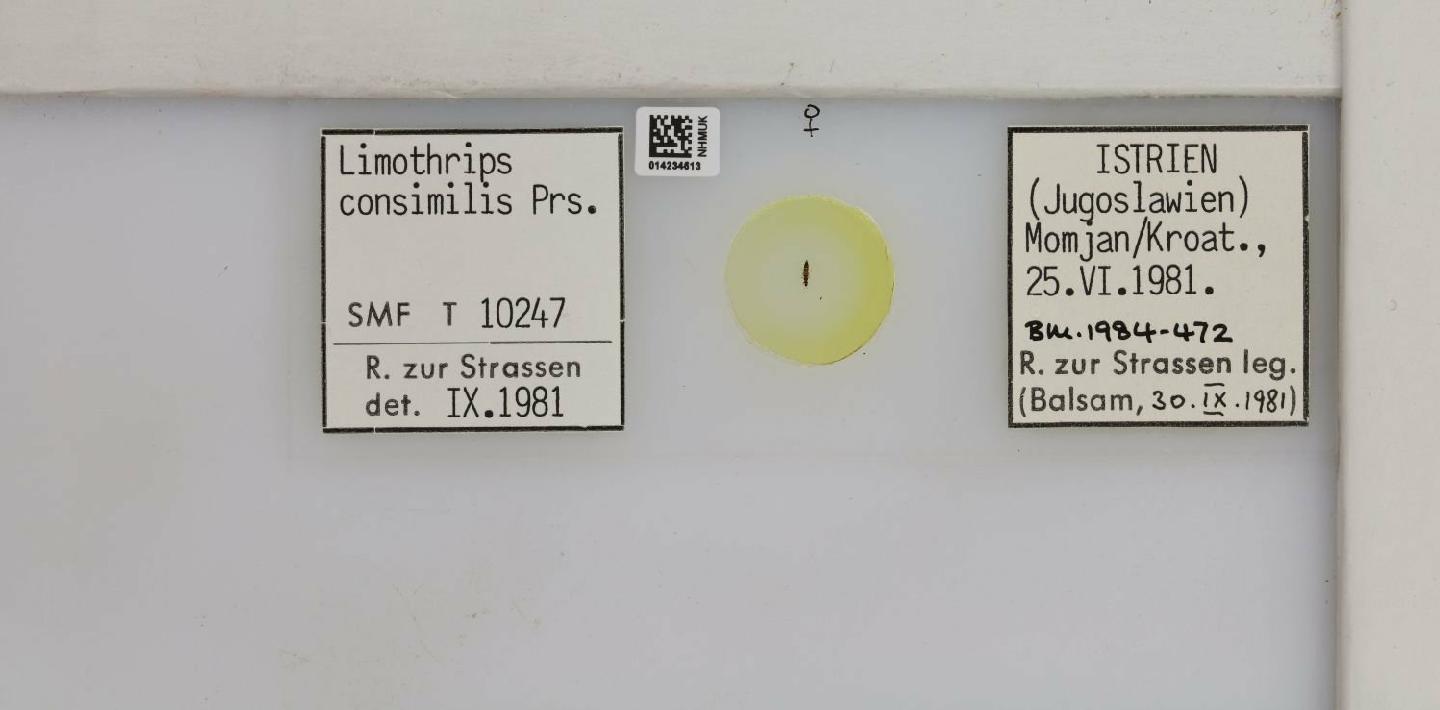 Limothrips
consimilis Prs.
SMF T 10247
R. zur Strassen
det. IX.1981
NHMUK
014234613
♀
ISTRIEN
(Jugoslawien)
Momjan/Kroat.,
25.VI.1981.
BM.1984-472
R. zur Strassen leg.
(Balsam, 30.IX.1981)